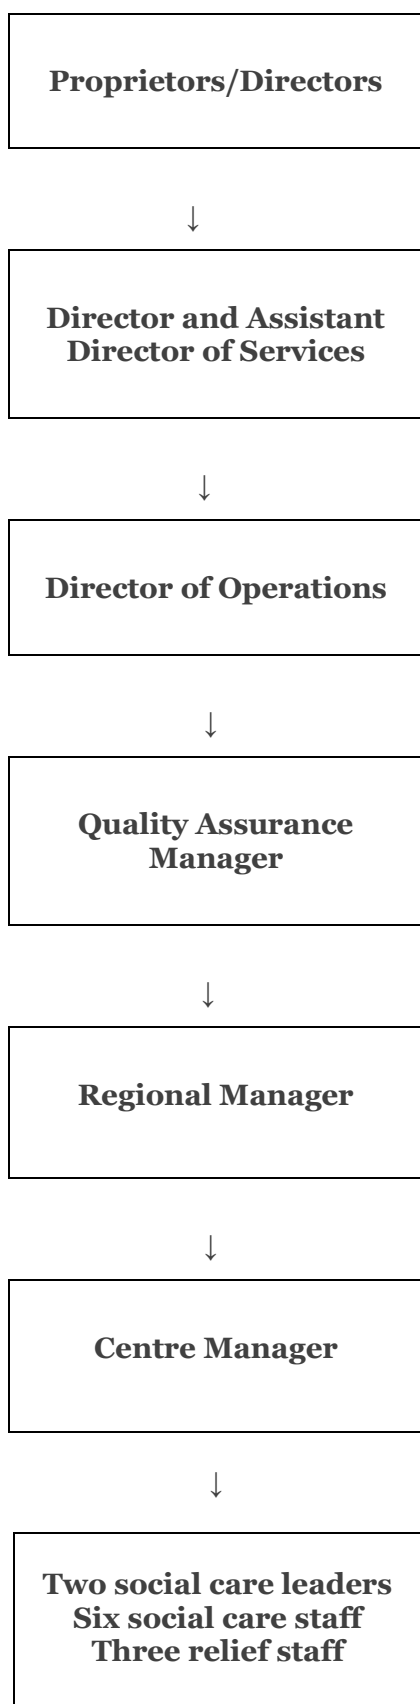 Proprietors/Directors
↓
Director and Assistant
Director of Services
↓
Director of Operations
↓
Quality Assurance
Manager
↓
Regional Manager
↓
Centre Manager
↓
Two social care leaders
Six social care staff
Three relief staff